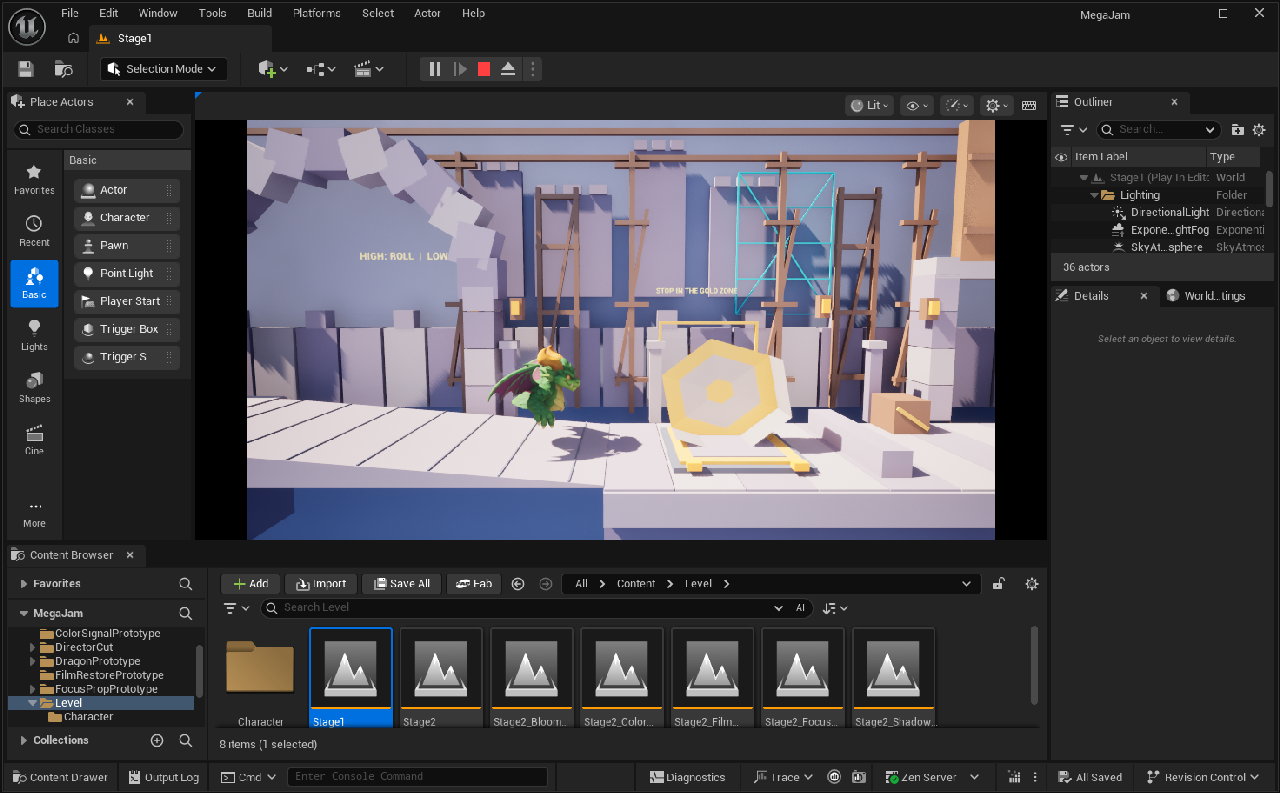 File Edit Window Tools Build Platforms Select Actor Help
MegaJam
Stage1
Selection Mode
Place Actors
Search Classes
Favorites
Recent
Basic
Lights
Shapes
Cine
More
Basic
Actor
Character
Pawn
Point Light
Player Start
Trigger Box
Trigger S
Lit
HIGH: ROLL | LOW
STOP IN THE GOLD ZONE
Outliner
Search...
Item Label Type
Stage1 (Play In Edit: World
Lighting Folder
DirectionalLight Directiona
Expone...ghtFog Exponenti
SkyAt...sphere SkyAtmos
36 actors
Details
World...tings
Select an object to view details.
Content Browser
Favorites
MegaJam
ColorSignalPrototype
DirectorCut
DragonPrototype
FilmRestorePrototype
FocusPropPrototype
Level
Character
Collections
Add Import Save All Fab All Content Level
Search Level
AI
Character Stage1 Stage2 Stage2_Bloom... Stage2_Color... Stage2_Film... Stage2_Focus... Stage2_Shadow...
8 items (1 selected)
Content Drawer Output Log Cmd Enter Console Command Diagnostics Trace Zen Server All Saved Revision Control